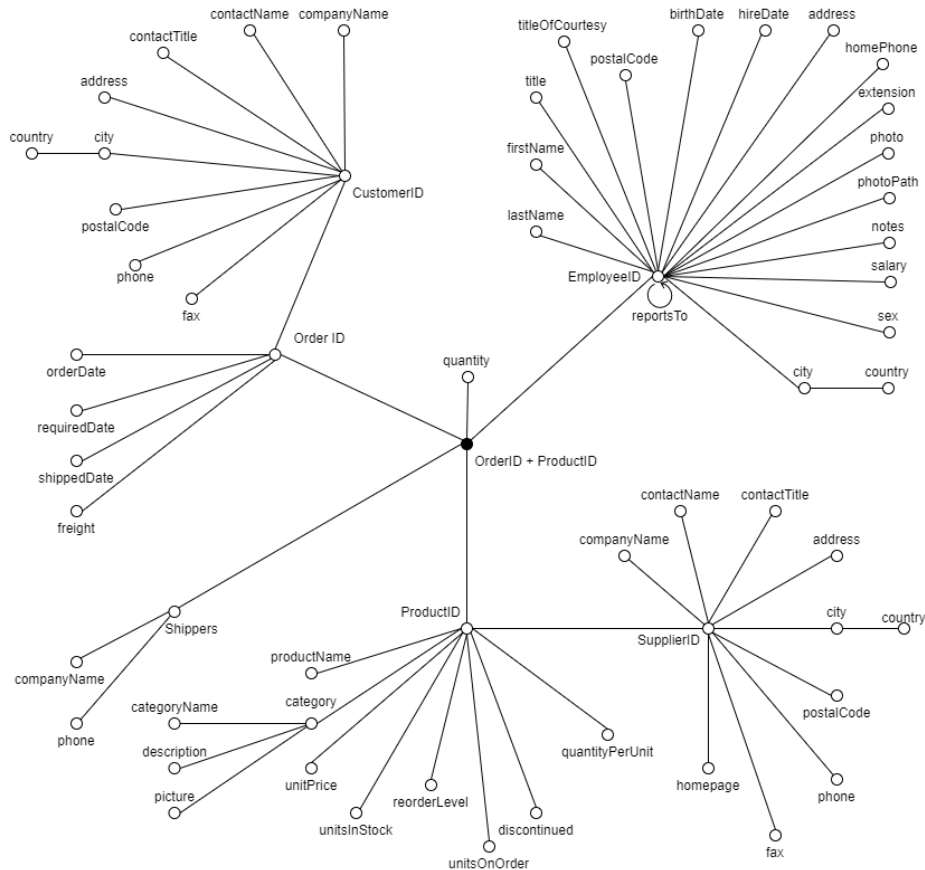 contactName
companyName
contactTitle
address
country
city
CustomerID
postalCode
phone
fax
titleOfCourtesy
birthDate
hireDate
address
postalCode
homePhone
title
extension
firstName
photo
photoPath
lastName
notes
EmployeeID
salary
reportsTo
sex
city
country
Order ID
orderDate
requiredDate
shippedDate
freight
quantity
OrderID + ProductID
Shippers
companyName
phone
ProductID
productName
category
categoryName
description
picture
unitPrice
unitsInStock
reorderLevel
unitsOnOrder
discontinued
quantityPerUnit
SupplierID
contactName
contactTitle
companyName
address
city
country
postalCode
homepage
phone
fax